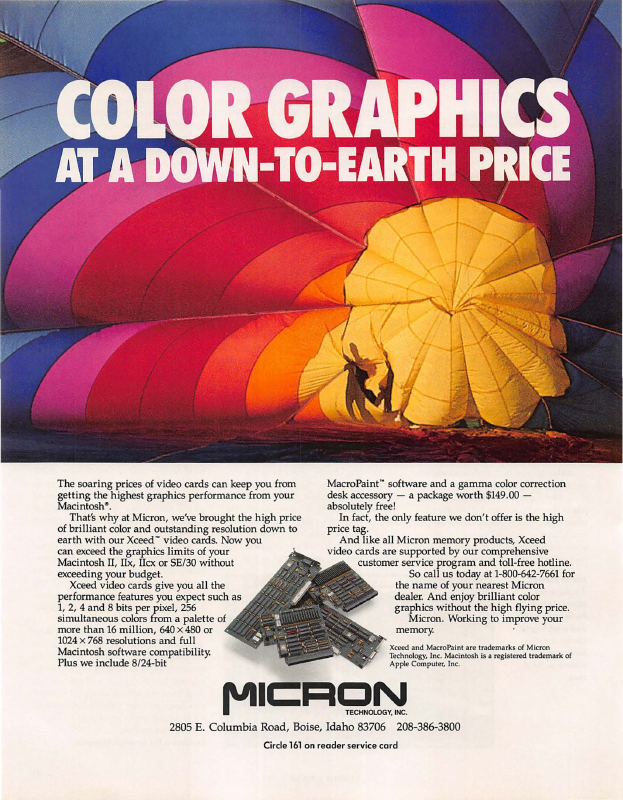 COLOR GRAPHICS
AT A DOWN-TO-EARTH PRICE
The soaring prices of video cards can keep you from
getting the highest graphics performance from your
Macintosh®.
That's why at Micron, we've brought the high price
of brilliant color and outstanding resolution down to
earth with our Xceed™ video cards. Now you
can exceed the graphics limits of your
Macintosh II, IIx, IIcx or SE/30 without
exceeding your budget.
Xceed video cards give you all the
performance features you expect such as
1, 2, 4 and 8 bits per pixel, 256
simultaneous colors from a palette of
more than 16 million, 640 × 480 or
1024 × 768 resolutions and full
Macintosh software compatibility.
Plus we include 8/24-bit
MacroPaint™ software and a gamma color correction
desk accessory — a package worth $149.00 —
absolutely free!
In fact, the only feature we don't offer is the high
price tag.
And like all Micron memory products, Xceed
video cards are supported by our comprehensive
customer service program and toll-free hotline.
So call us today at 1-800-642-7661 for
the name of your nearest Micron
dealer. And enjoy brilliant color
graphics without the high flying price.
Micron. Working to improve your
memory.
Xceed and MacroPaint are trademarks of Micron
Technology, Inc. Macintosh is a registered trademark of
Apple Computer, Inc.
MICRON
TECHNOLOGY, INC.
2805 E. Columbia Road, Boise, Idaho 83706 208-386-3800
Circle 161 on reader service card